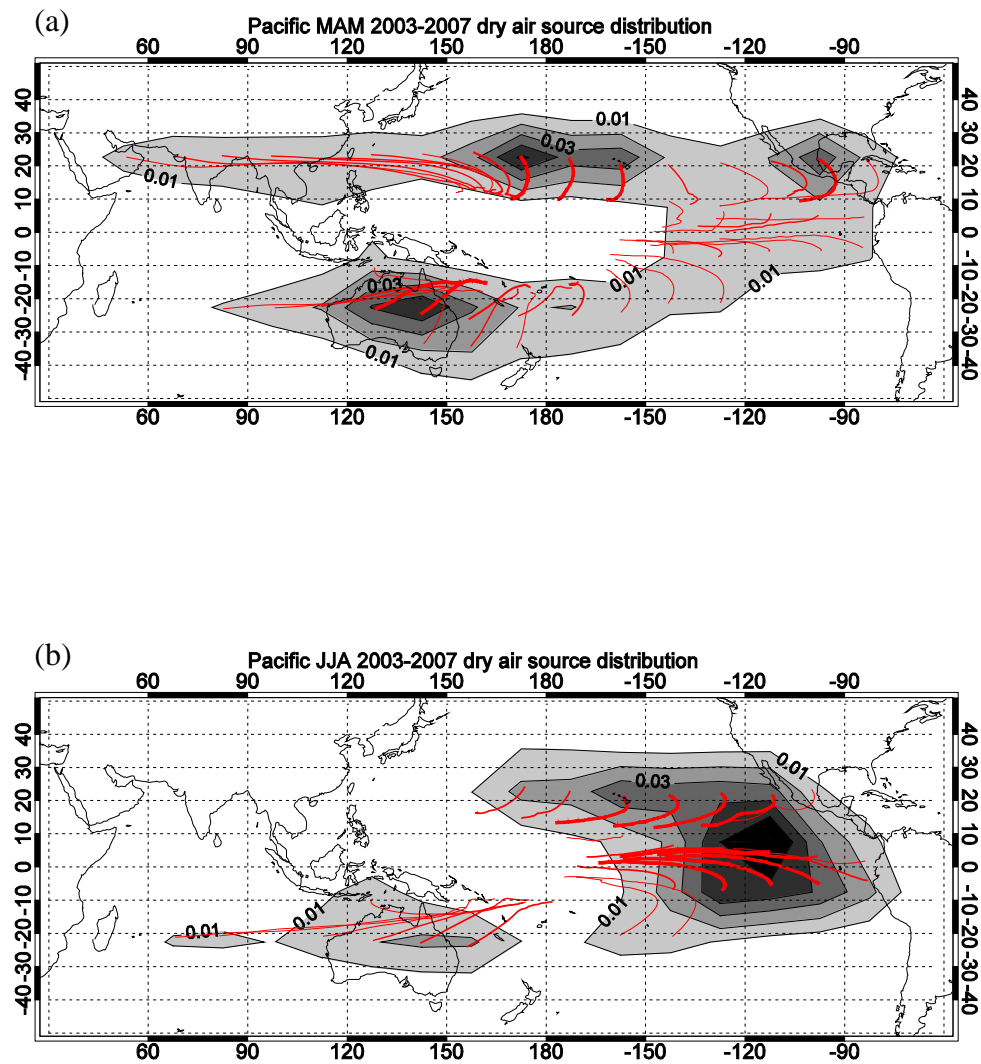 (a)
Pacific MAM 2003-2007 dry air source distribution
60 90 120 150 180 -150 -120 -90
40 40
30 0.01 30
0.03
20 20
0.01
10 10
0 0
-10 0.01 0.01 -10
0.03
-20 -20
-30 -30
0.01
-40 -40
60 90 120 150 180 -150 -120 -90
(b)
Pacific JJA 2003-2007 dry air source distribution
60 90 120 150 180 -150 -120 -90
40 40
30 0.01 30
0.03
20 20
10 10
0 0
-10 -10
0.01 0.01
-20 0.01 -20
-30 -30
-40 -40
60 90 120 150 180 -150 -120 -90